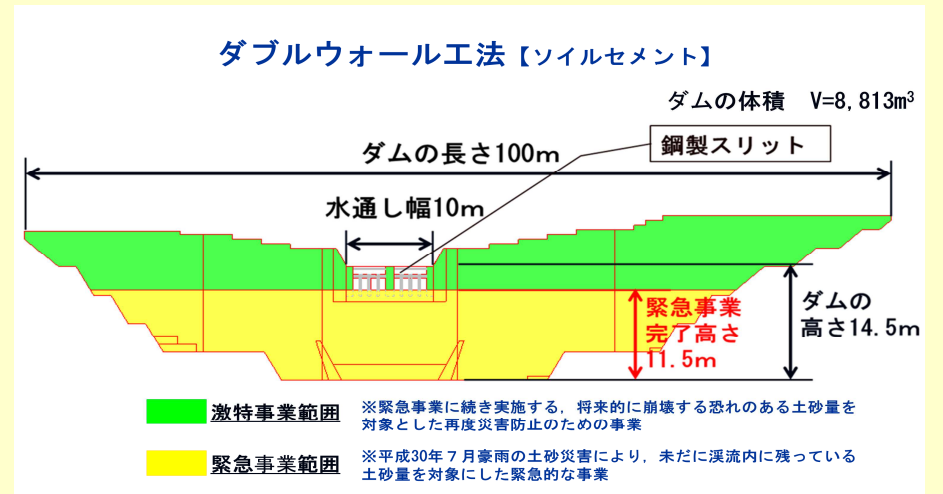 ダブルウォール工法【ソイルセメント】
ダムの体積 V=8,813m³
鋼製スリット
ダムの長さ100m
水通し幅10m
緊急事業
完了高さ
11.5m
ダムの
高さ14.5m
激特事業範囲
※緊急事業に続き実施する，将来的に崩壊する恐れのある土砂量を
対象とした再度災害防止のための事業
緊急事業範囲
※平成30年７月豪雨の土砂災害により，未だに渓流内に残っている
土砂量を対象にした緊急的な事業